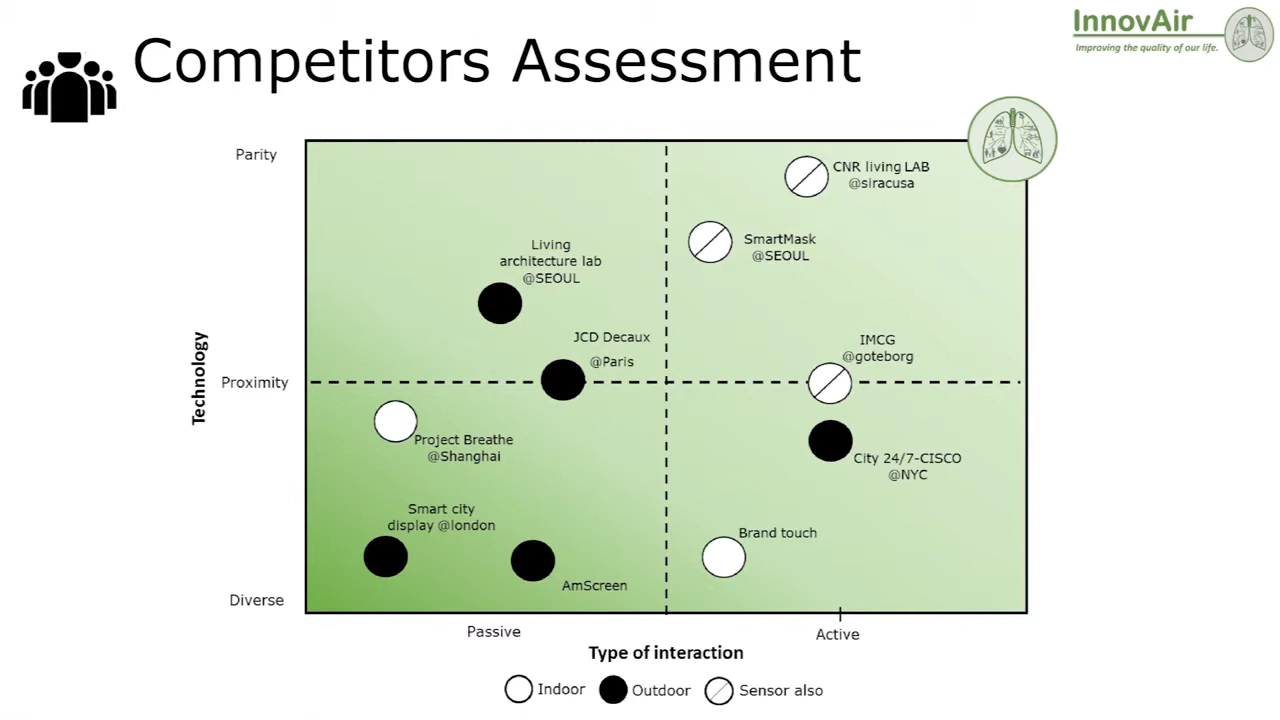 InnovAir
Improving the quality of our life.
Competitors Assessment
Parity
CNR living LAB
@siracusa
SmartMask
@SEOUL
Living
architecture lab
@SEOUL
JCD Decaux
@Paris
IMCG
@goteborg
Technology
Proximity
Project Breathe
@Shanghai
City 24/7-CISCO
@NYC
Smart city
display @london
Brand touch
AmScreen
Diverse
Passive
Active
Type of interaction
Indoor
Outdoor
Sensor also